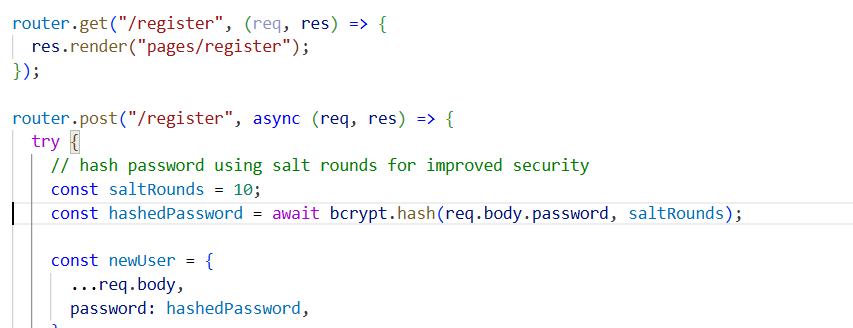 router.get("/register", (req, res) => {
  res.render("pages/register");
});

router.post("/register", async (req, res) => {
  try {
    // hash password using salt rounds for improved security
    const saltRounds = 10;
    const hashedPassword = await bcrypt.hash(req.body.password, saltRounds);

    const newUser = {
      ...req.body,
      password: hashedPassword,